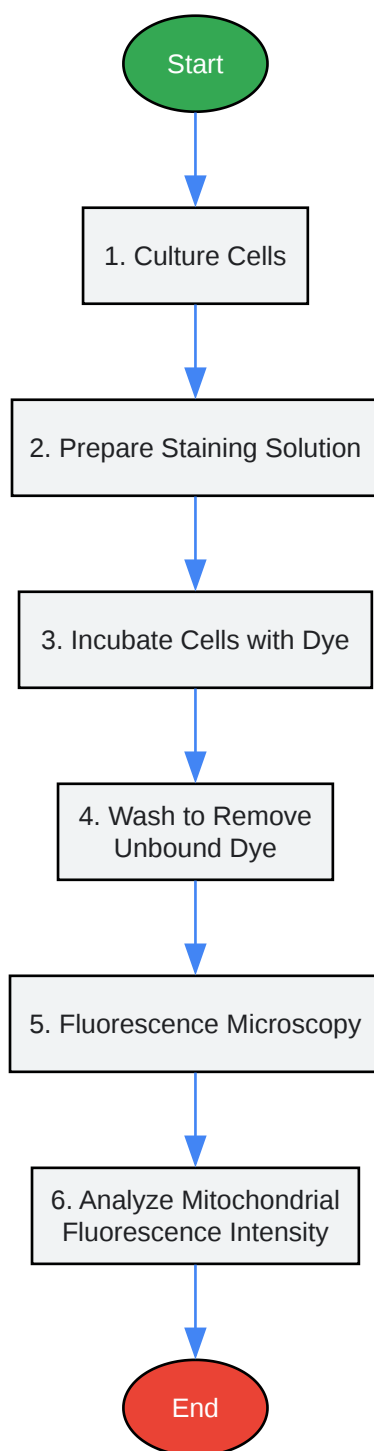 Start
1. Culture Cells
2. Prepare Staining Solution
3. Incubate Cells with Dye
4. Wash to Remove
Unbound Dye
5. Fluorescence Microscopy
6. Analyze Mitochondrial
Fluorescence Intensity
End